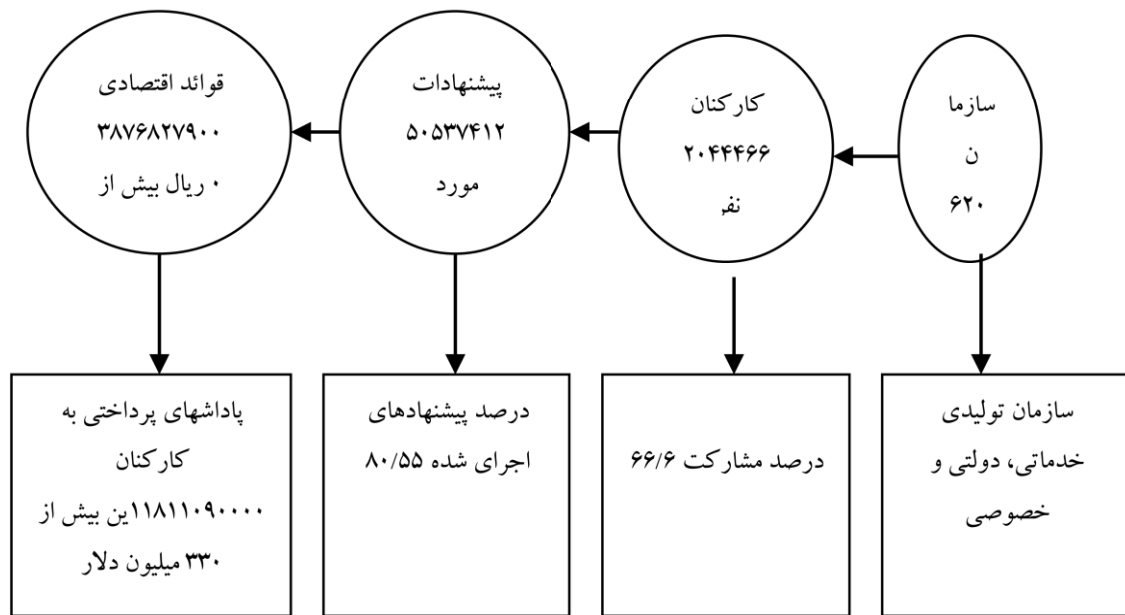 سازما
ن
۶۲۰
کارکنان
۲۰۴۴۴۶۶
نفر
پیشنهادات
۵۰۵۳۷۴۱۲
مورد
قوائد اقتصادی
۳۸۷۶۸۲۷۹۰۰
۰ ریال بیش از
سازمان تولیدی
خدماتی، دولتی و
خصوصی
درصد مشارکت ۶۶/۶
درصد پیشنهادهای
اجرای شده ۸۰/۵۵
پاداشهای پرداختی به
کارکنان
۱۱۸۱۱۰۹۰۰۰۰ین بیش از
۳۳۰ میلیون دلار